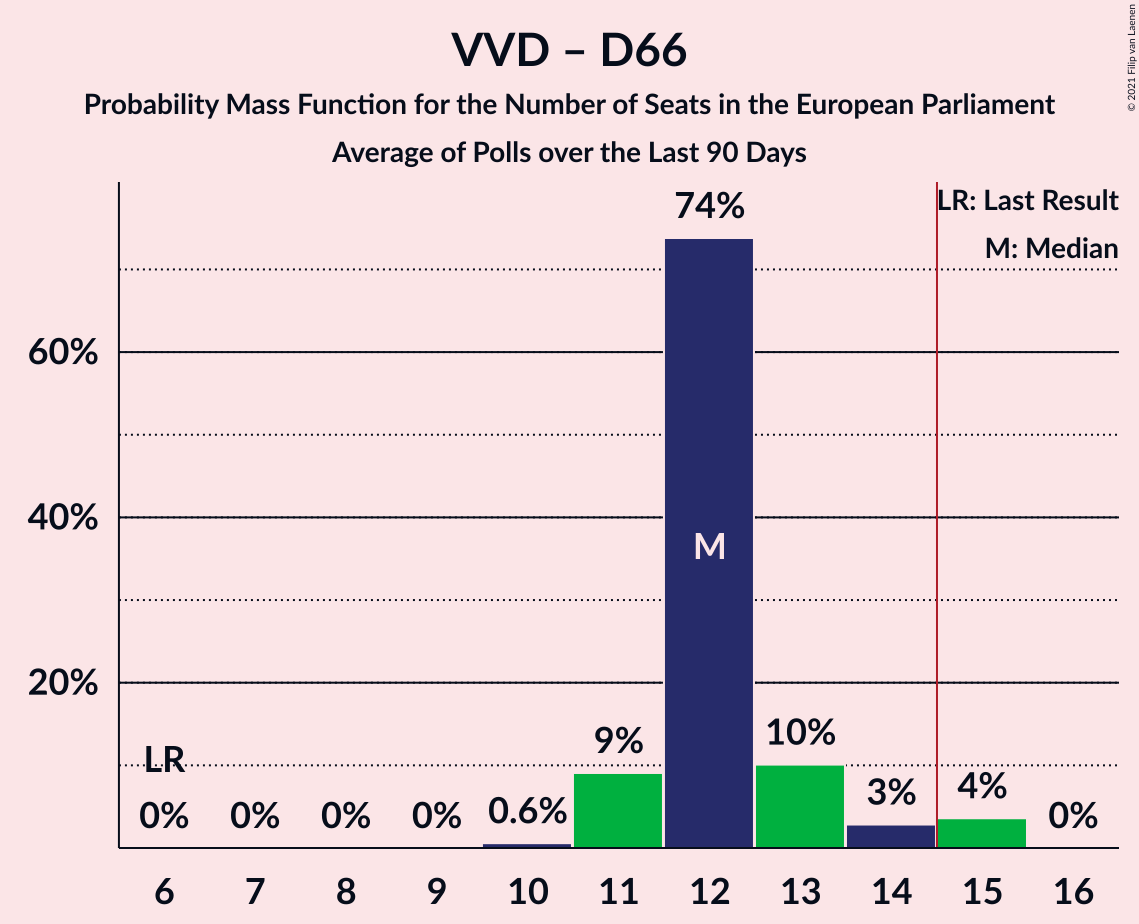 VVD – D66
Probability Mass Function for the Number of Seats in the European Parliament
Average of Polls over the Last 90 Days
© 2021 Filip van Laenen
LR: Last Result
M: Median
74%
60%
40%
20%
M
LR
0% 0% 0% 0% 0.6% 9% 10% 3% 4% 0%
6 7 8 9 10 11 12 13 14 15 16